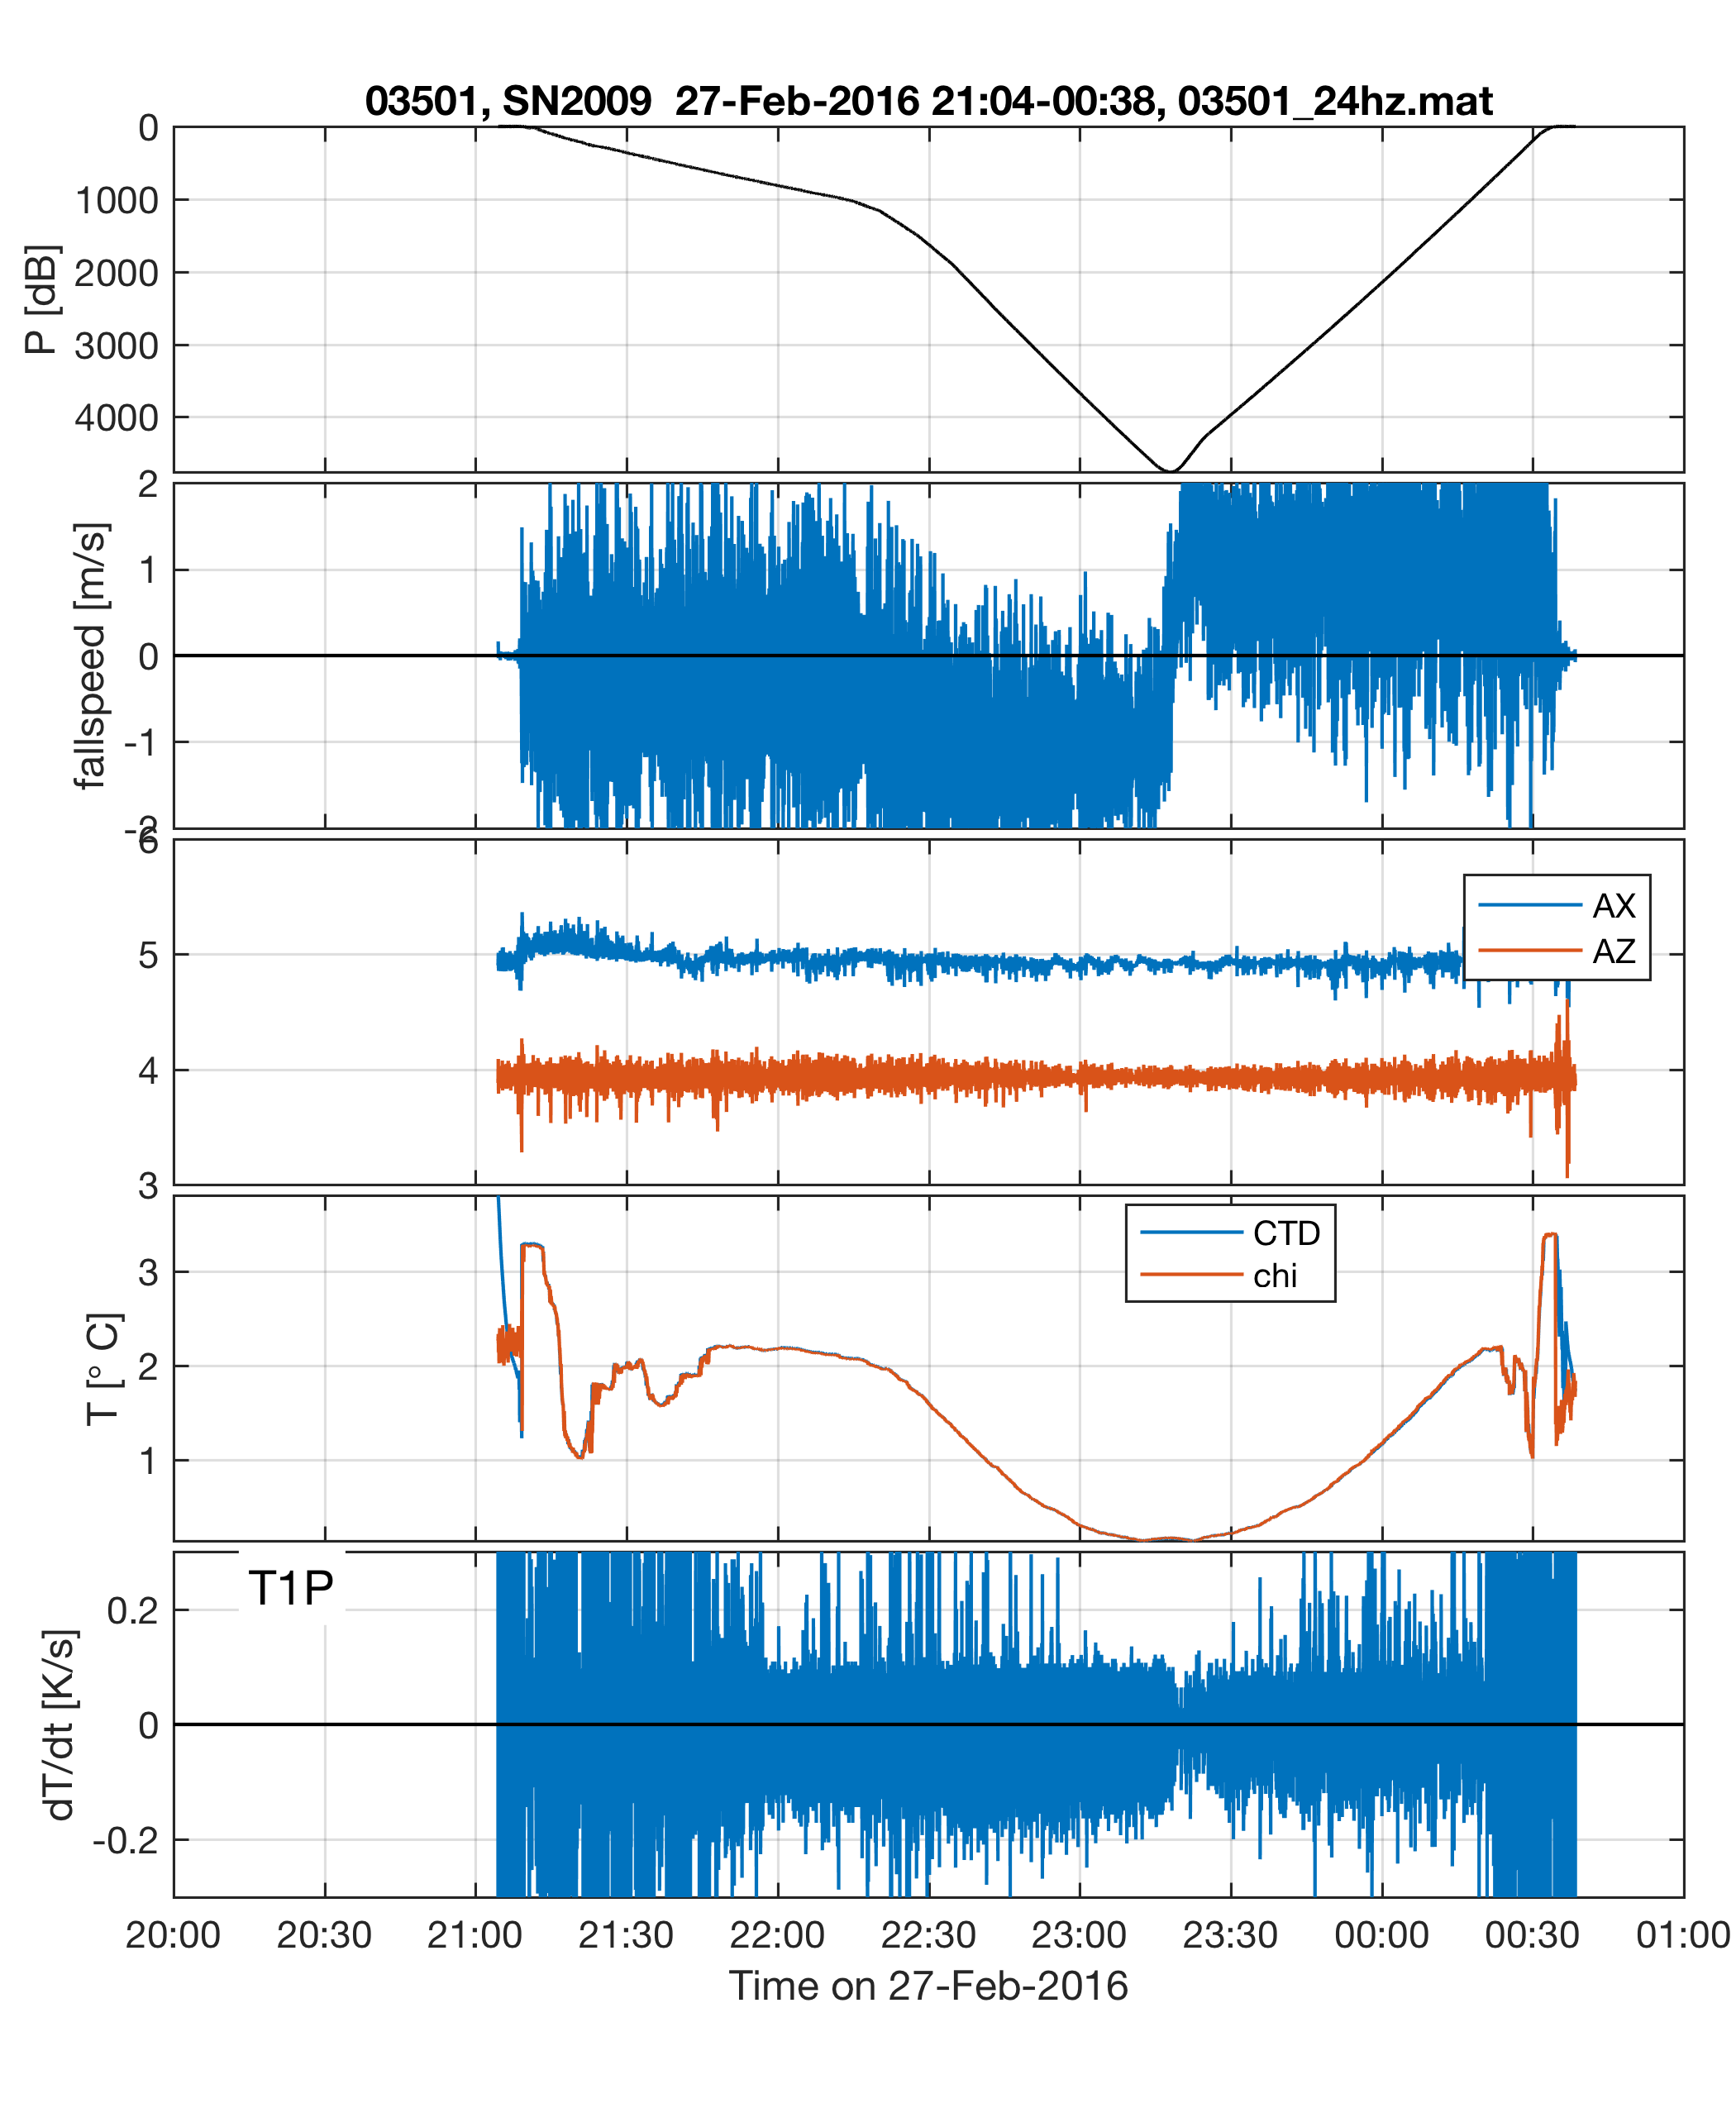 03501, SN2009  27-Feb-2016 21:04-00:38, 03501_24hz.mat
0
1000
2000
3000
4000
P [dB]
2
1
0
-1
-2
fallspeed [m/s]
6
5
4
3
AX
AZ
3
2
1
T [° C]
CTD
chi
T1P
0.2
0
-0.2
dT/dt [K/s]
20:00 20:30 21:00 21:30 22:00 22:30 23:00 23:30 00:00 00:30 01:00
Time on 27-Feb-2016